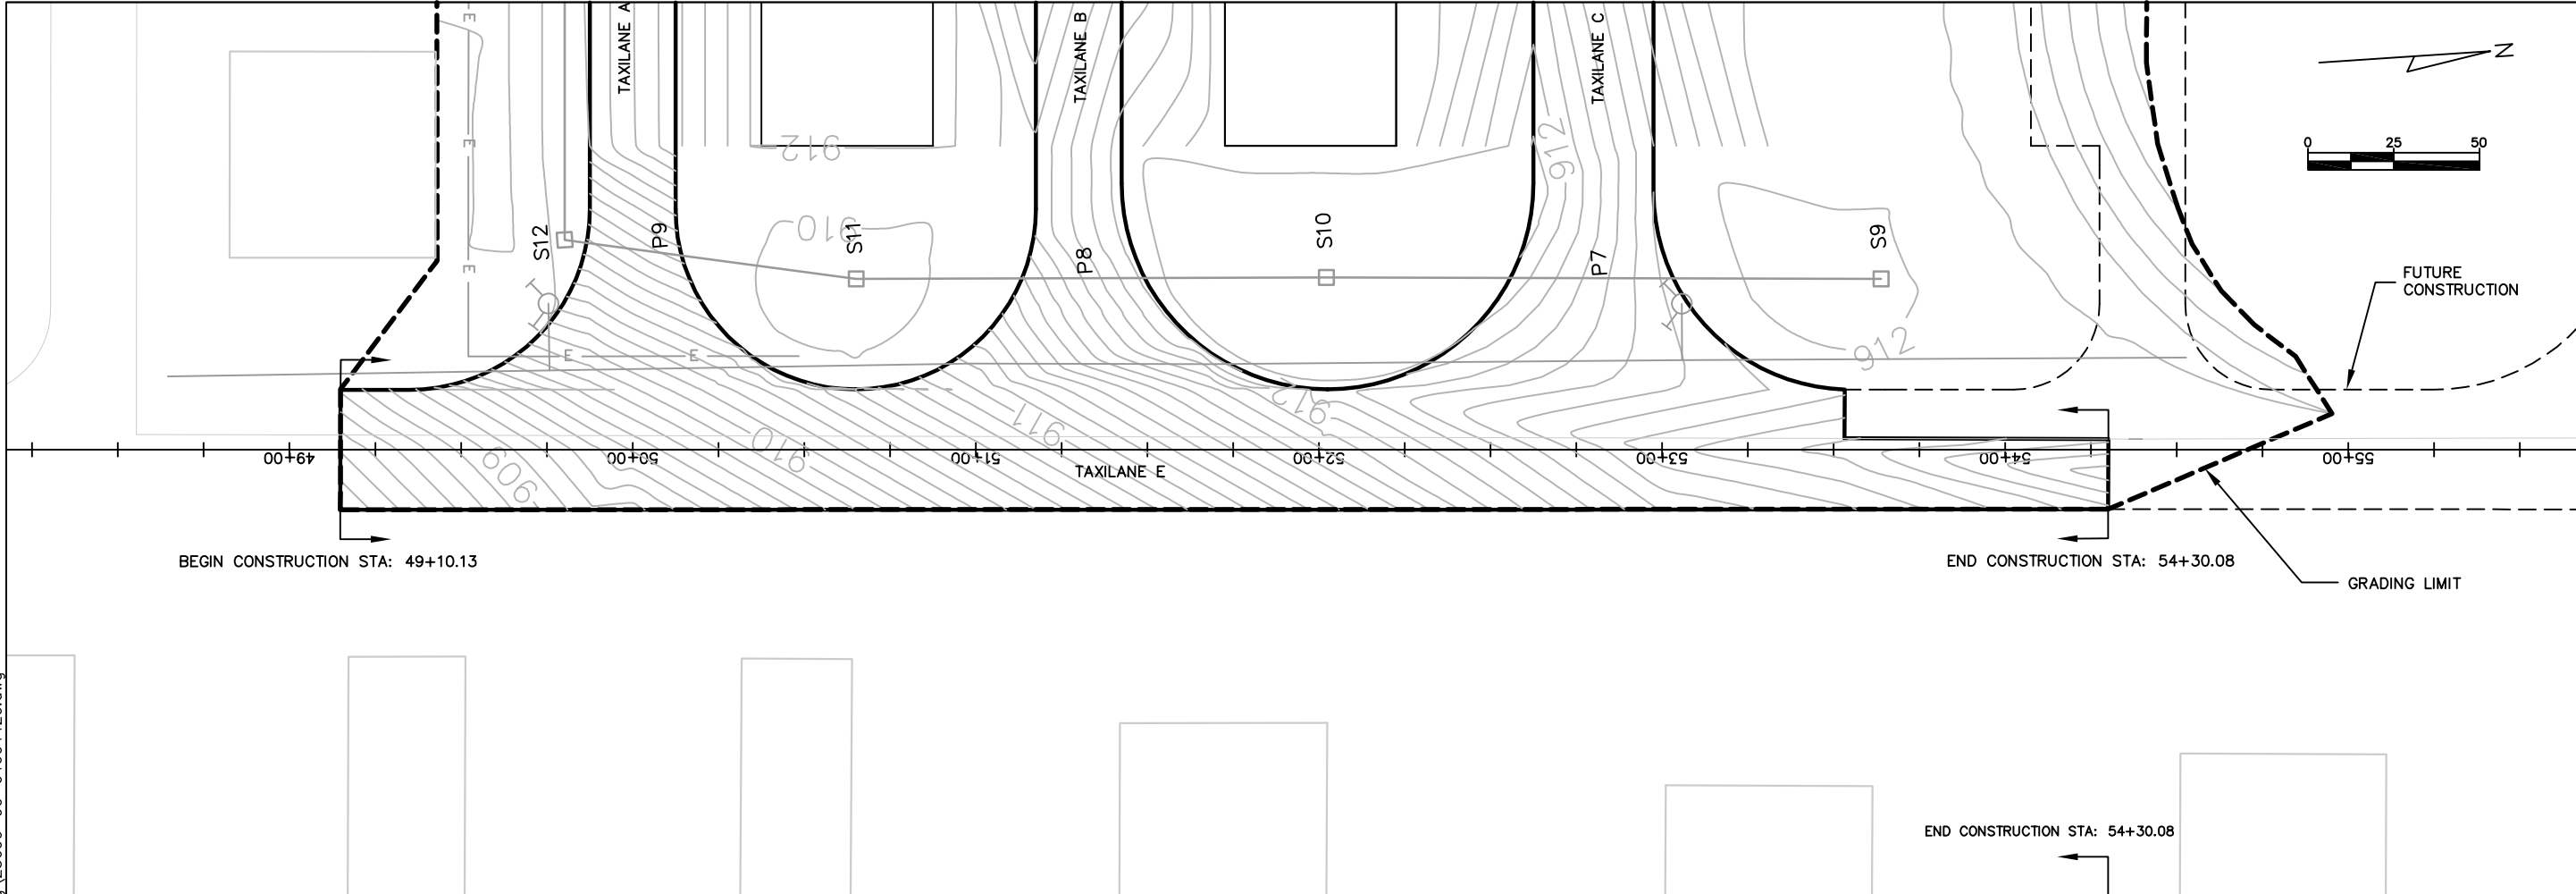 TAXILANE A
TAXILANE B
TAXILANE C
N
0 25 50
912
912
910
S12
P9
S11
P8
S10
P7
S9
E
E
E
E
E
FUTURE
CONSTRUCTION
912
912
911
910
909
49+00
50+00
51+00
52+00
53+00
54+00
55+00
TAXILANE E
BEGIN CONSTRUCTION STA: 49+10.13
END CONSTRUCTION STA: 54+30.08
GRADING LIMIT
END CONSTRUCTION STA: 54+30.08